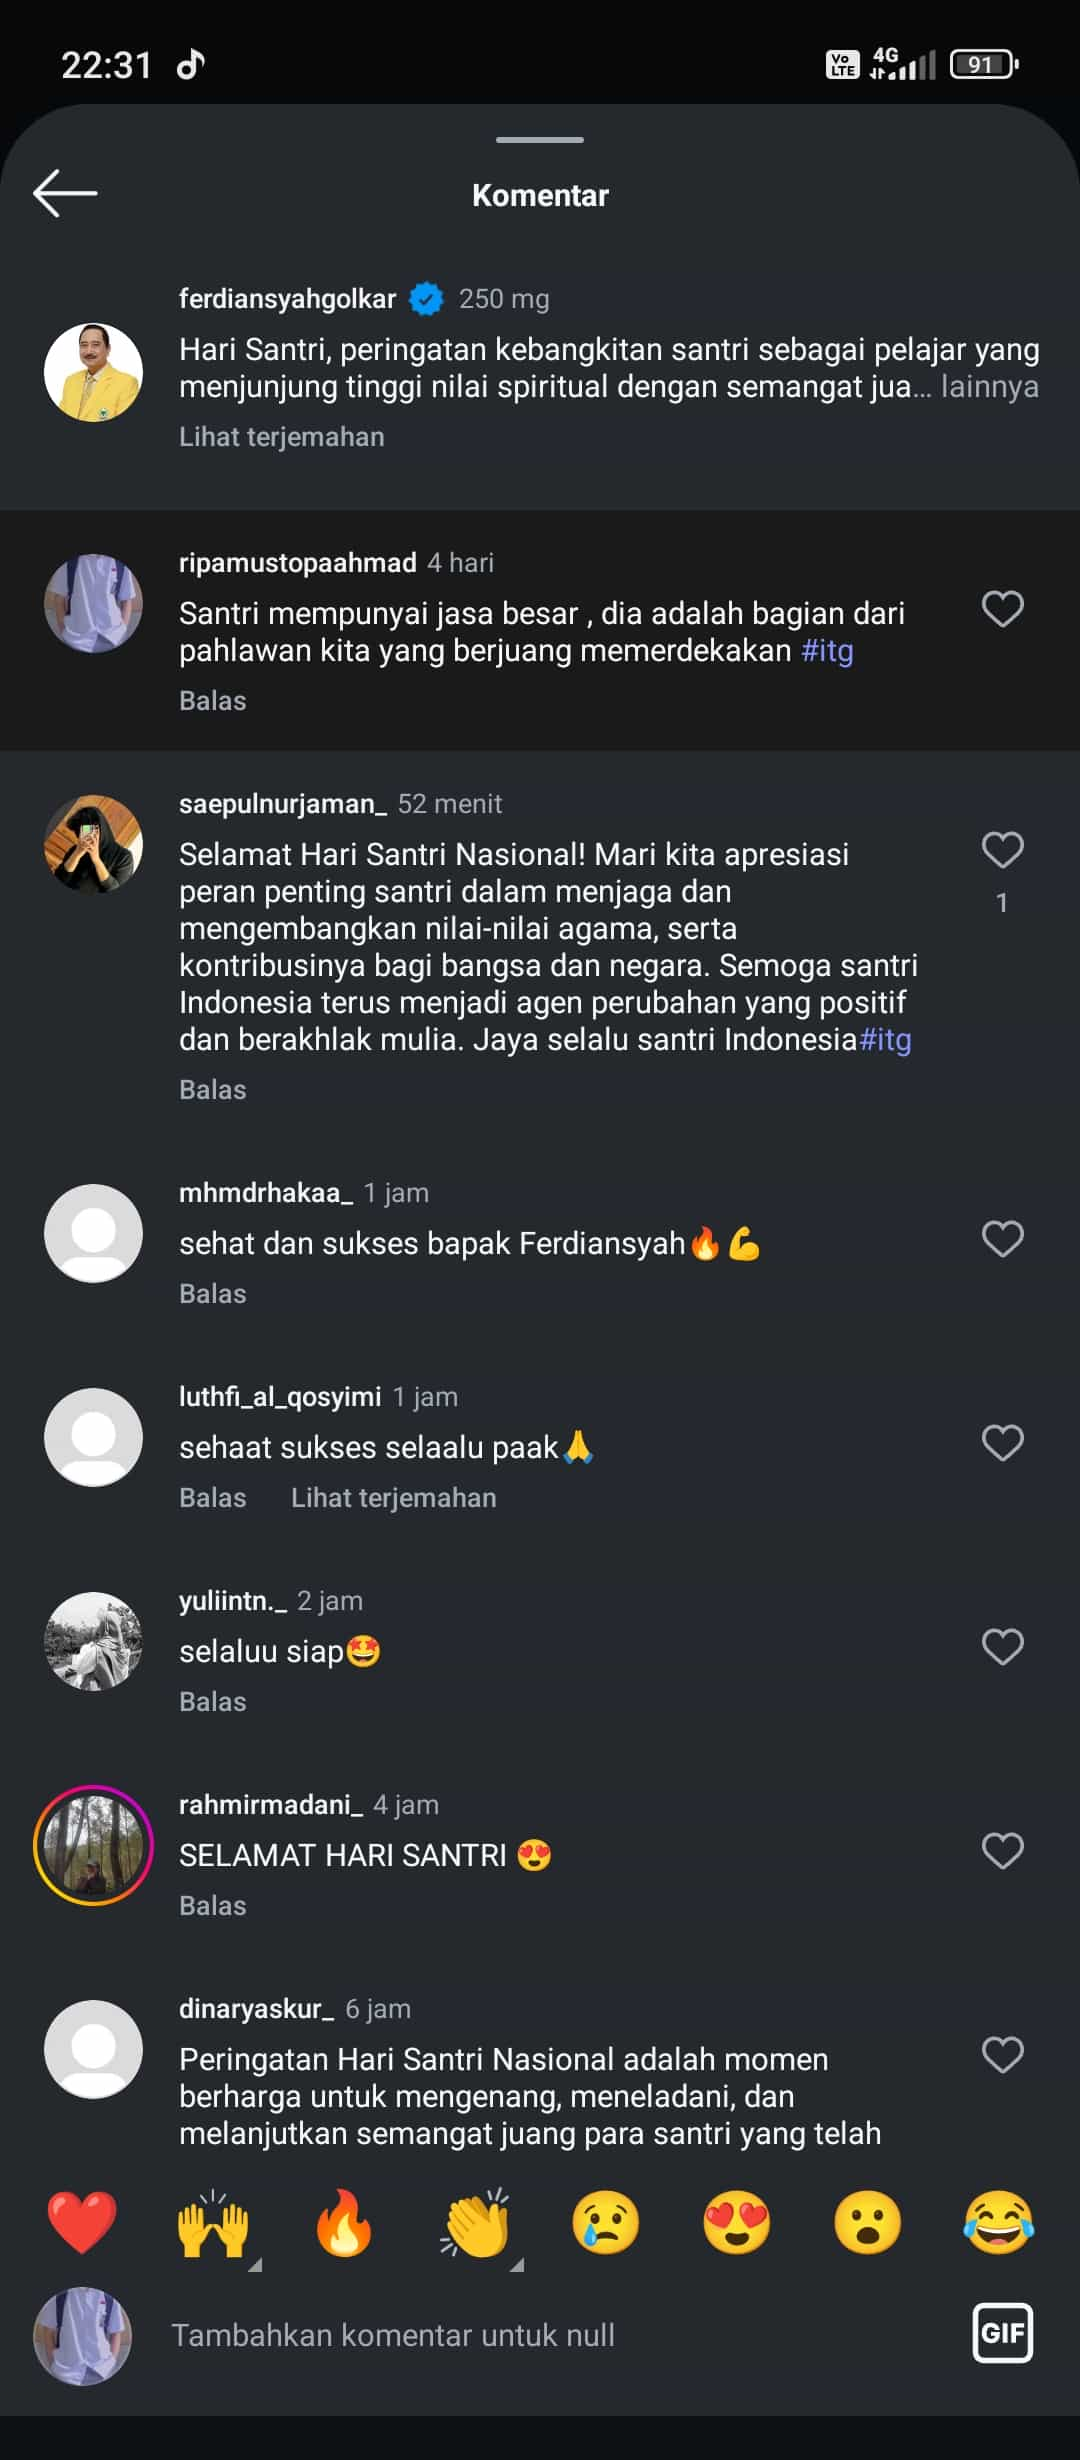 22:31
Vo LTE 4G 91
Komentar
ferdiansyahgolkar 250 mg
Hari Santri, peringatan kebangkitan santri sebagai pelajar yang
menjunjung tinggi nilai spiritual dengan semangat jua... lainnya
Lihat terjemahan
ripamustopaahmad 4 hari
Santri mempunyai jasa besar , dia adalah bagian dari
pahlawan kita yang berjuang memerdekakan #itg
Balas
saepulnurjaman_ 52 menit
Selamat Hari Santri Nasional! Mari kita apresiasi
peran penting santri dalam menjaga dan
mengembangkan nilai-nilai agama, serta
kontribusinya bagi bangsa dan negara. Semoga santri
Indonesia terus menjadi agen perubahan yang positif
dan berakhlak mulia. Jaya selalu santri Indonesia#itg
1
Balas
mhmdrhakaa_ 1 jam
sehat dan sukses bapak Ferdiansyah🔥💪
Balas
luthfi_al_qosyimi 1 jam
sehaat sukses selaalu paak🙏
Balas Lihat terjemahan
yuliintn._ 2 jam
selaluu siap🤩
Balas
rahmirmadani_ 4 jam
SELAMAT HARI SANTRI 😍
Balas
dinaryaskur_ 6 jam
Peringatan Hari Santri Nasional adalah momen
berharga untuk mengenang, meneladani, dan
melanjutkan semangat juang para santri yang telah
Tambahkan komentar untuk null
GIF